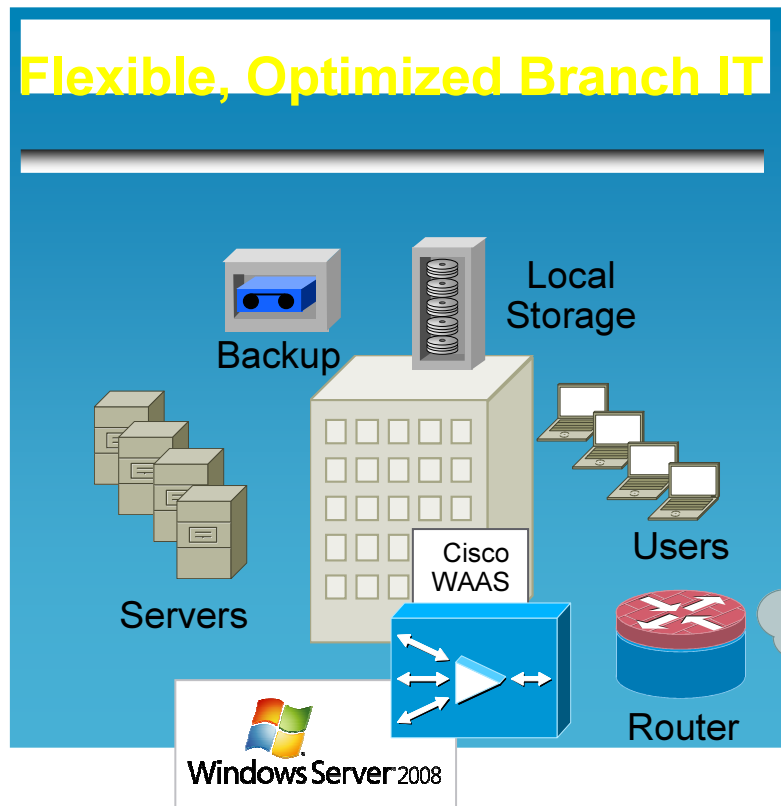 Flexible, Optimized Branch IT
Local
Storage
Backup
Users
Cisco
WAAS
Servers
Router
Windows Server 2008